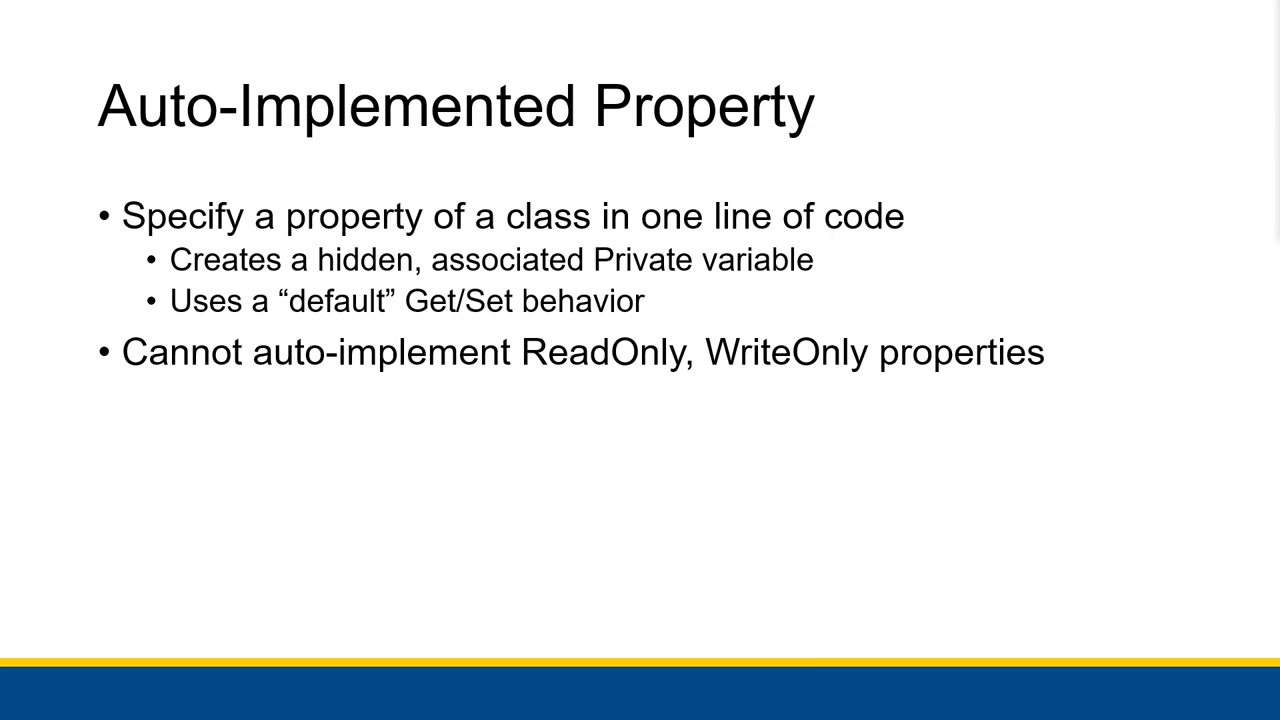 Auto-Implemented Property
• Specify a property of a class in one line of code
• Creates a hidden, associated Private variable
• Uses a “default” Get/Set behavior
• Cannot auto-implement ReadOnly, WriteOnly properties